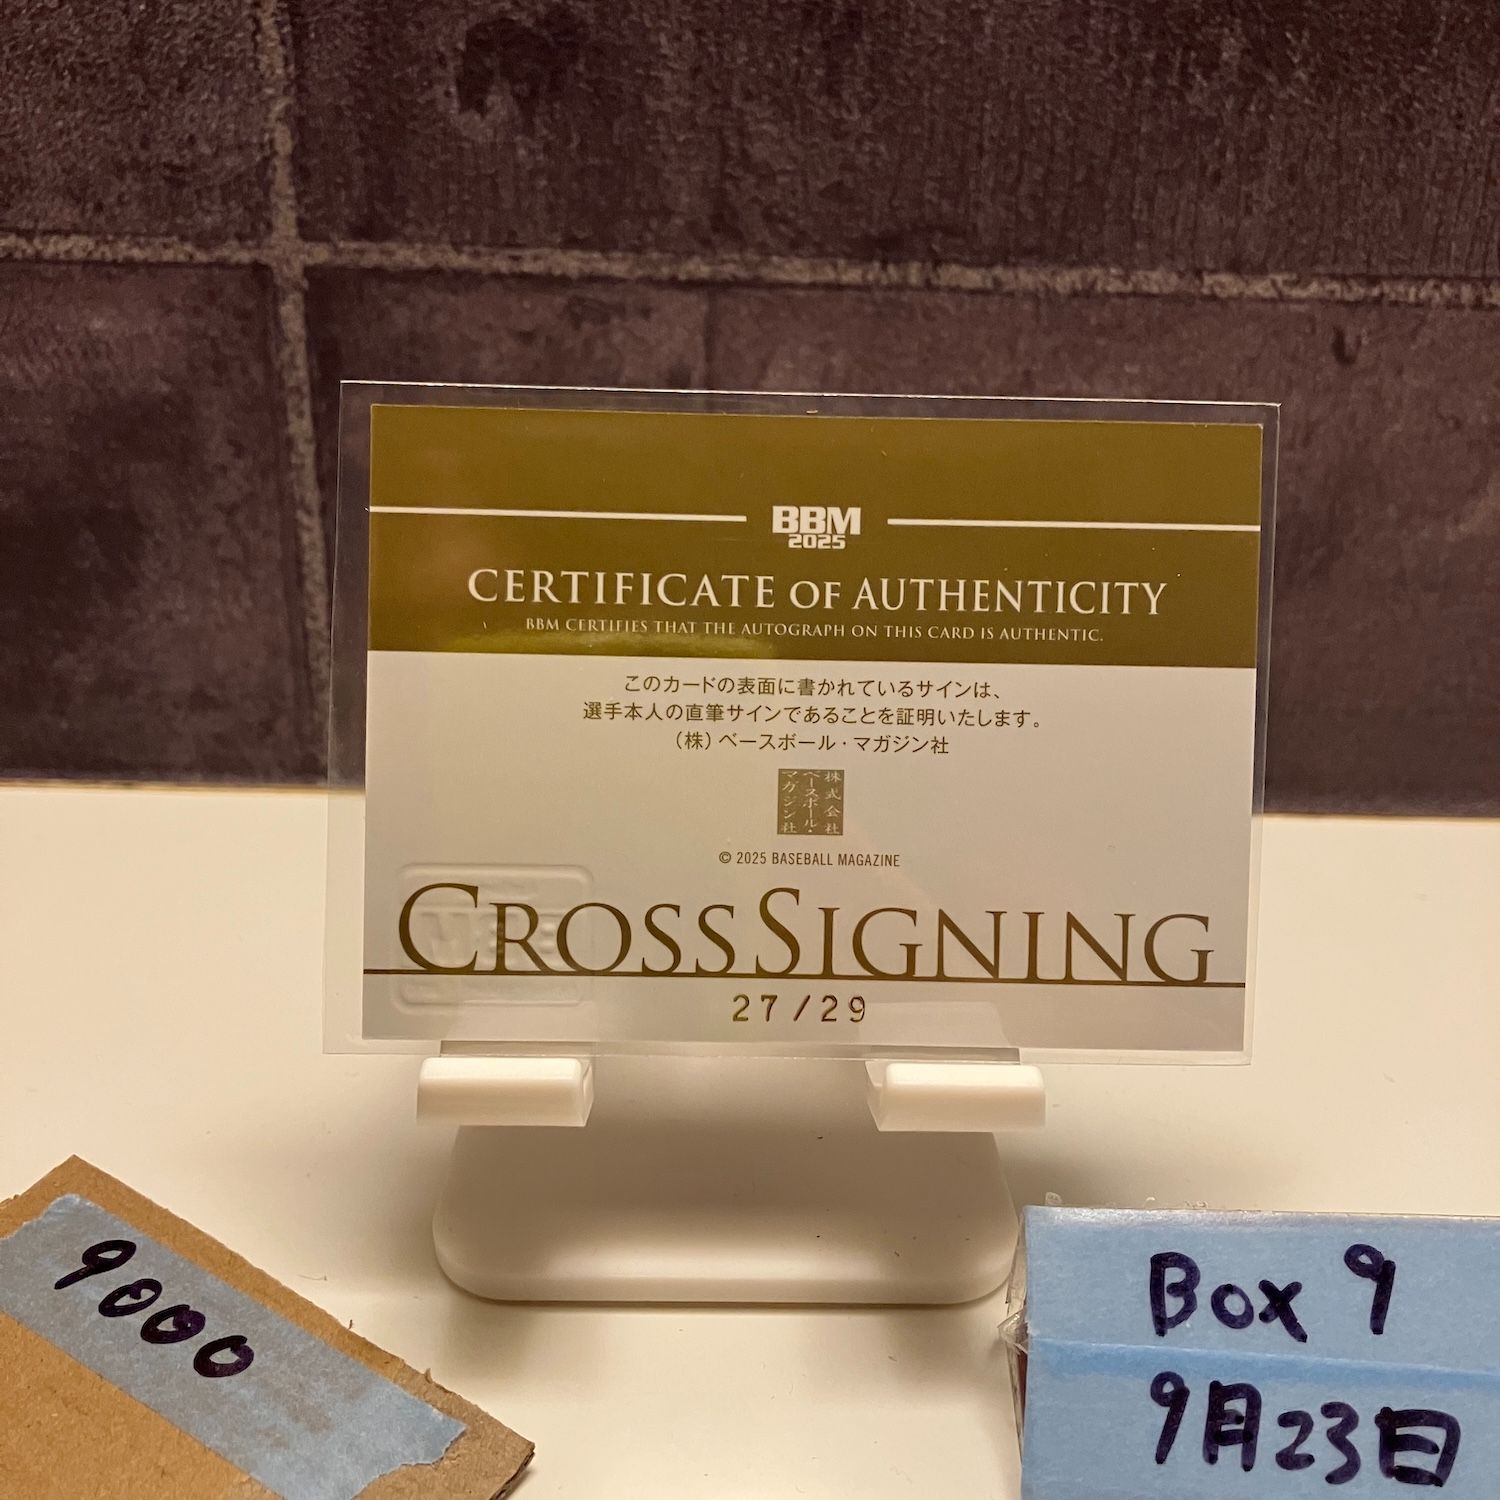 BBM
2025
CERTIFICATE OF AUTHENTICITY
BBM CERTIFIES THAT THE AUTOGRAPH ON THIS CARD IS AUTHENTIC.
このカードの表面に書かれているサインは、
選手本人の直筆サインであることを証明いたします。
（株）ベースボール・マガジン社
株式会社
ベースボール・
マガジン社
© 2025 BASEBALL MAGAZINE
CROSSSIGNING
27/29
9000
Box 9
9月23日